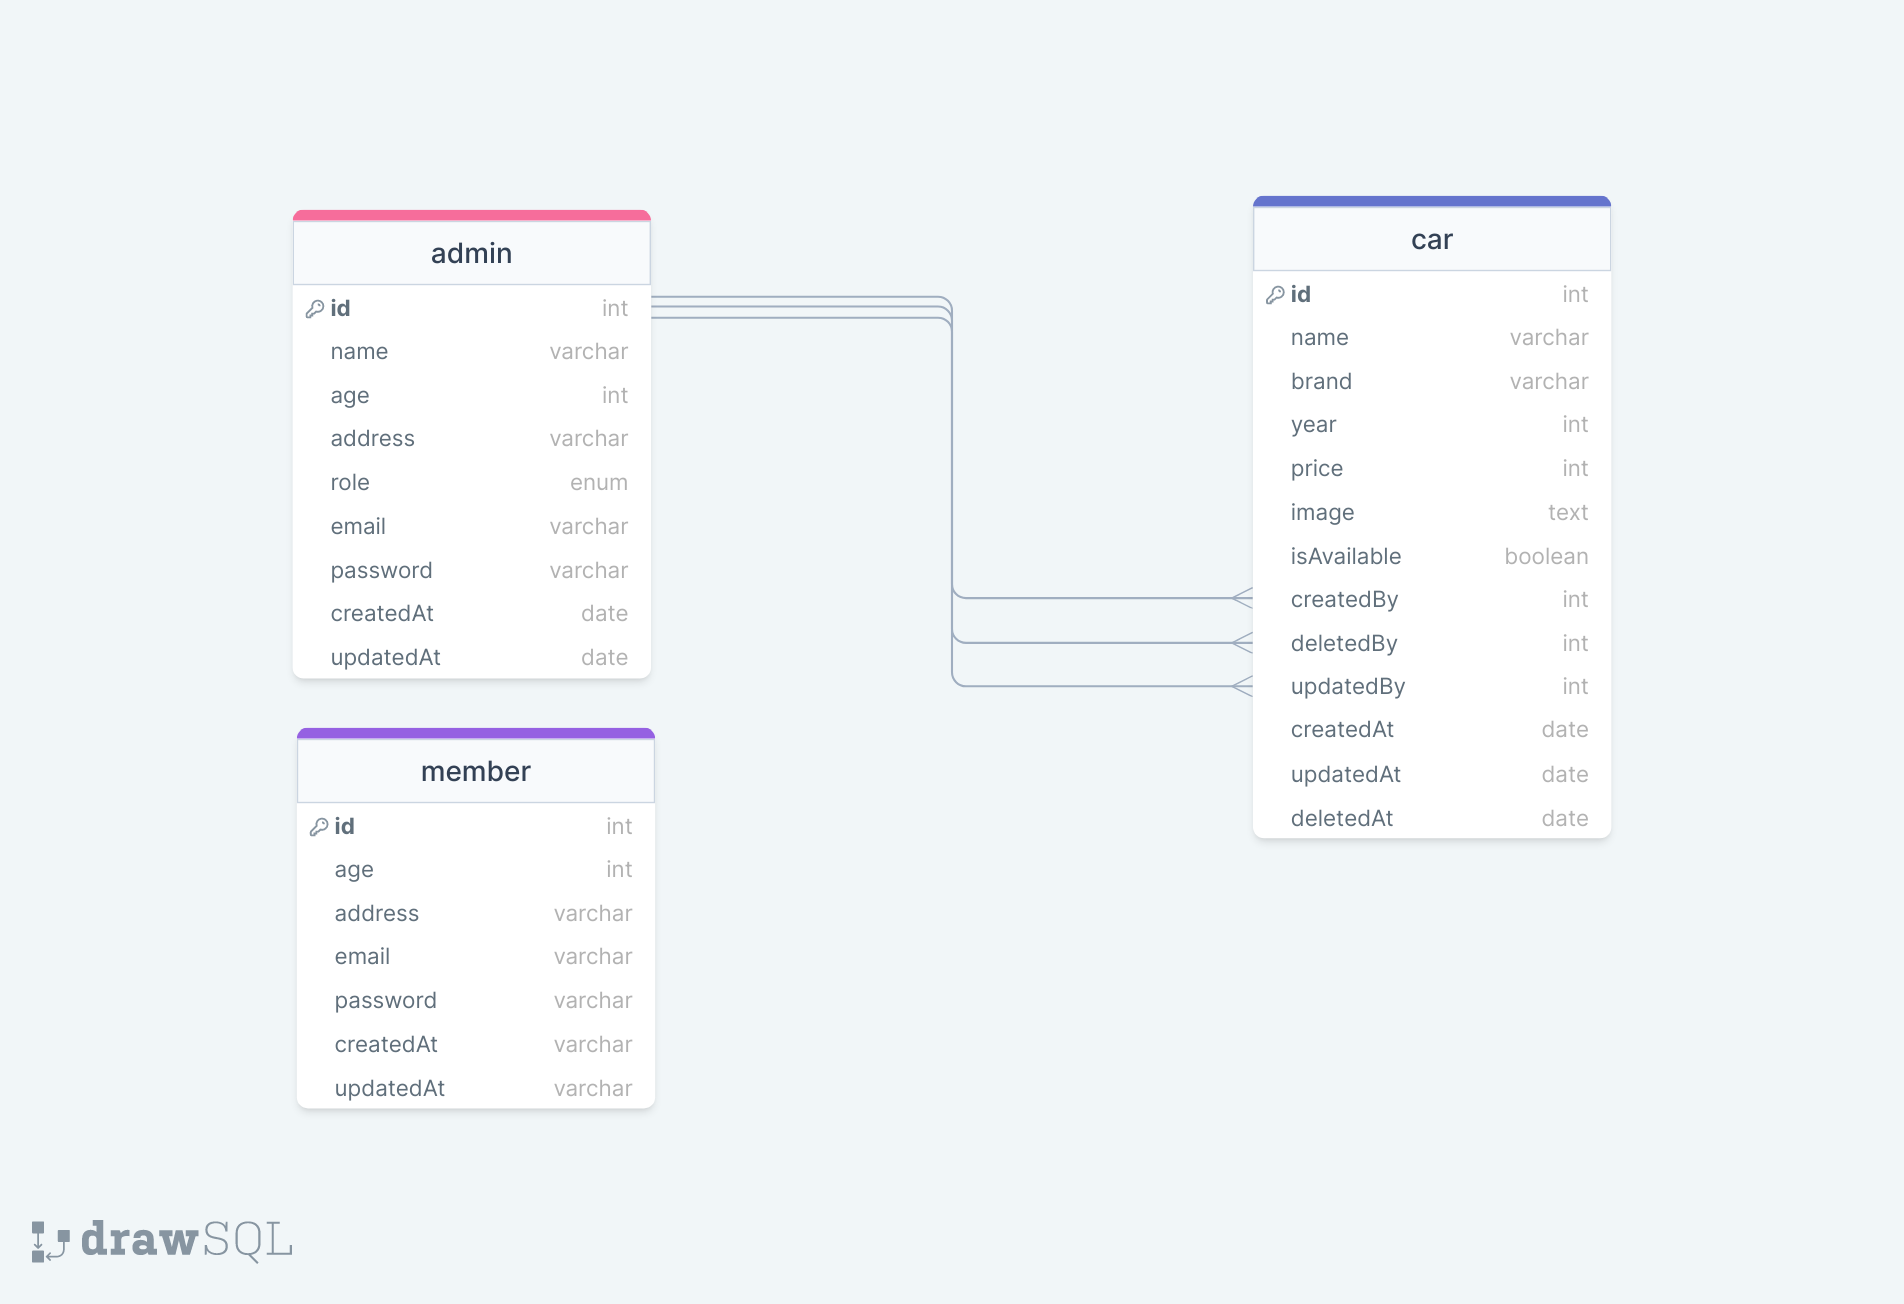 admin
id int
name varchar
age int
address varchar
role enum
email varchar
password varchar
createdAt date
updatedAt date
member
id int
age int
address varchar
email varchar
password varchar
createdAt varchar
updatedAt varchar
car
id int
name varchar
brand varchar
year int
price int
image text
isAvailable boolean
createdBy int
deletedBy int
updatedBy int
createdAt date
updatedAt date
deletedAt date
drawSQL